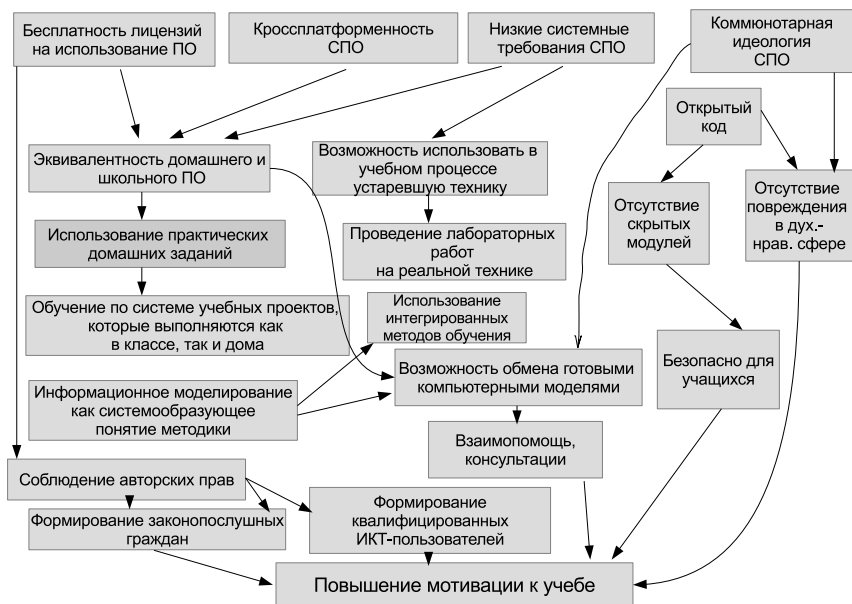 Бесплатность лицензий
на использование ПО
Кроссплатформенность
СПО
Низкие системные
требования СПО
Коммюнотарная
идеология
СПО
Открытый
код
Эквивалентность домашнего и
школьного ПО
Возможность использовать в
учебном процессе
устаревшую технику
Отсутствие
скрытых
модулей
Отсутствие
повреждения
в дух.-
нрав. сфере
Использование практических
домашних заданий
Проведение лабораторных
работ
на реальной технике
Обучение по системе учебных проектов,
которые выполняются как
в классе, так и дома
Использование
интегрированных
методов обучения
Безопасно для
учащихся
Возможность обмена готовыми
компьютерными моделями
Информационное моделирование
как системообразующее
понятие методики
Взаимопомощь,
консультации
Соблюдение авторских прав
Формирование
квалифицированных
ИКТ-пользователей
Формирование законопослушных
граждан
Повышение мотивации к учебе